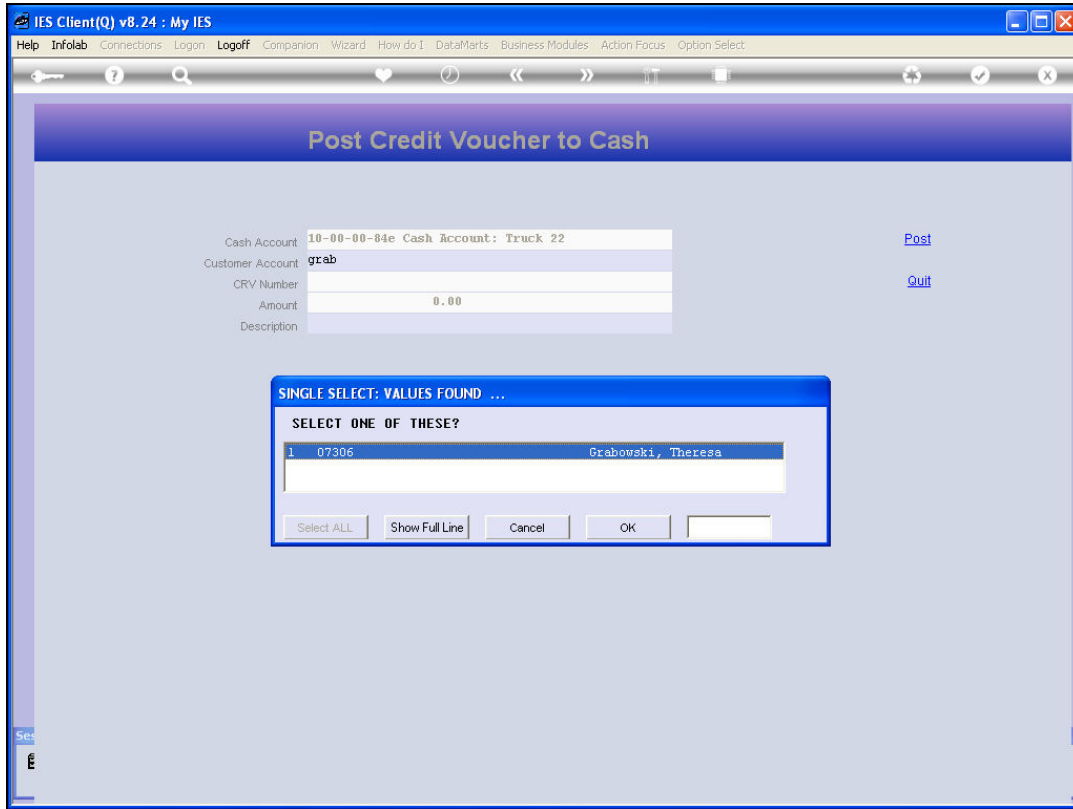 IES Client(Q) v8.24 : My IES
Help Infolab Connections Logon Logoff Companion Wizard How do I DataMarts Business Modules Action Focus Option Select
Post Credit Voucher to Cash
Cash Account 10-00-00-84e Cash Account: Truck 22
Post
Customer Account grab
CRV Number
Quit
Amount 0.00
Description
SINGLE SELECT: VALUES FOUND ...
SELECT ONE OF THESE?
1 07306 Grabowski, Theresa
Select ALL Show Full Line Cancel OK